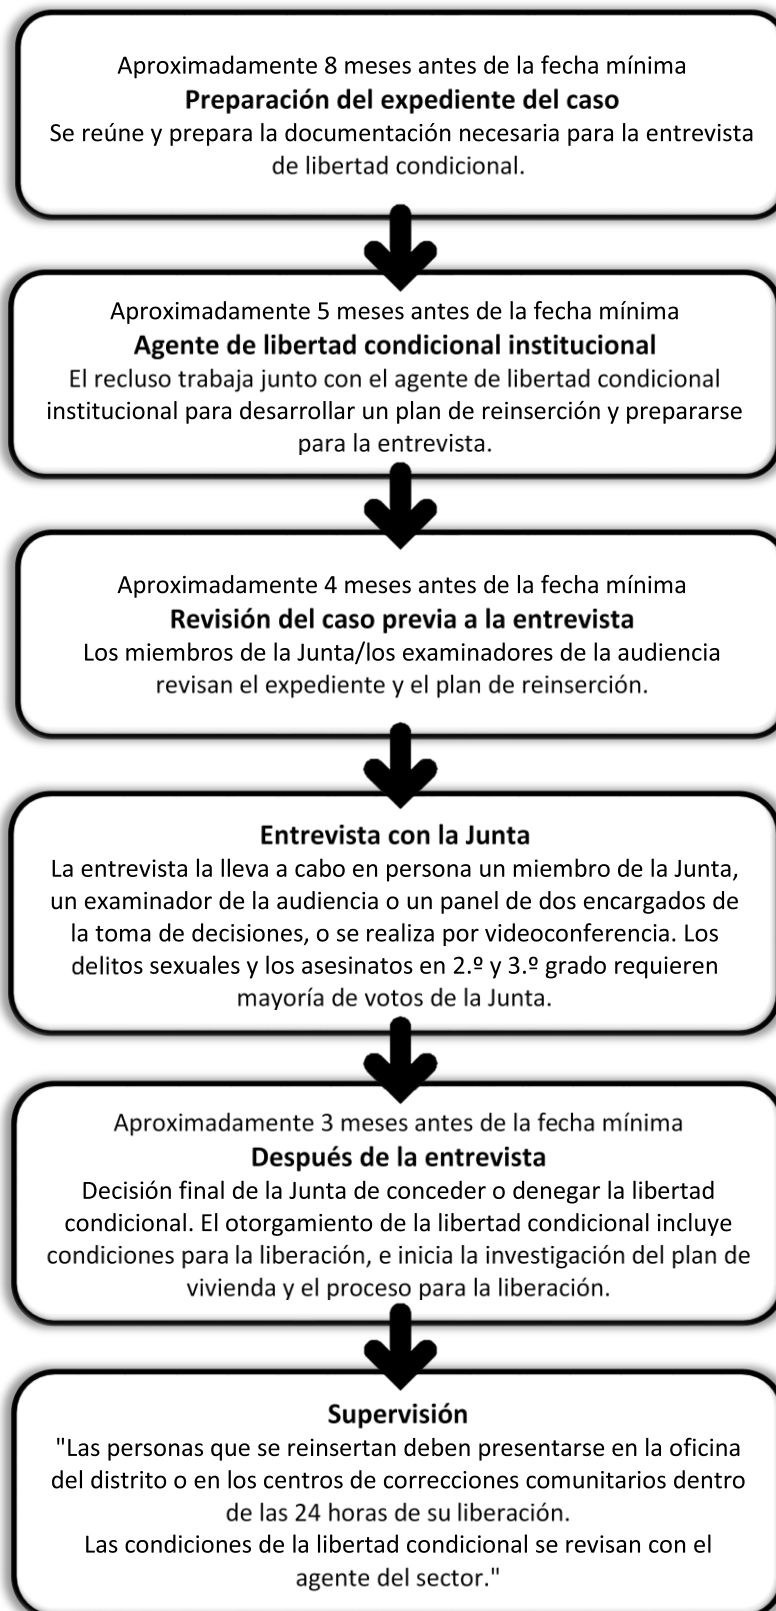 Aproximadamente 8 meses antes de la fecha mínima
Preparación del expediente del caso
Se reúne y prepara la documentación necesaria para la entrevista
de libertad condicional.
Aproximadamente 5 meses antes de la fecha mínima
Agente de libertad condicional institucional
El recluso trabaja junto con el agente de libertad condicional
institucional para desarrollar un plan de reinserción y prepararse
para la entrevista.
Aproximadamente 4 meses antes de la fecha mínima
Revisión del caso previa a la entrevista
Los miembros de la Junta/los examinadores de la audiencia
revisan el expediente y el plan de reinserción.
Entrevista con la Junta
La entrevista la lleva a cabo en persona un miembro de la Junta,
un examinador de la audiencia o un panel de dos encargados de
la toma de decisiones, o se realiza por videoconferencia. Los
delitos sexuales y los asesinatos en 2.º y 3.º grado requieren
mayoría de votos de la Junta.
Aproximadamente 3 meses antes de la fecha mínima
Después de la entrevista
Decisión final de la Junta de conceder o denegar la libertad
condicional. El otorgamiento de la libertad condicional incluye
condiciones para la liberación, e inicia la investigación del plan de
vivienda y el proceso para la liberación.
Supervisión
"Las personas que se reinsertan deben presentarse en la oficina
del distrito o en los centros de correcciones comunitarios dentro
de las 24 horas de su liberación.
Las condiciones de la libertad condicional se revisan con el
agente del sector."